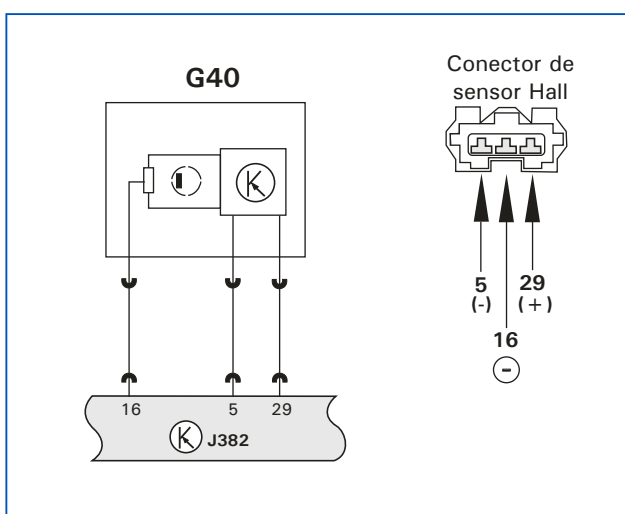 G40
16
5
29
J382
Conector de
sensor Hall
5
(-)
29
(+)
16
-